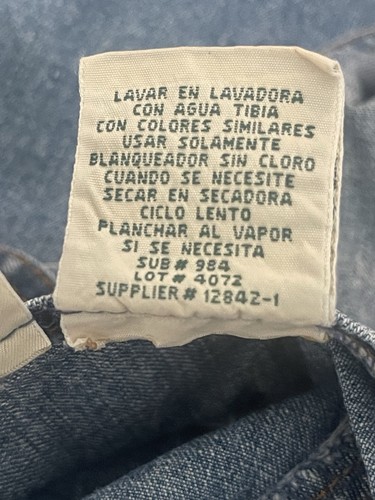 LAVAR EN LAVADORA
CON AGUA TIBIA
CON COLORES SIMILARES
USAR SOLAMENTE
BLANQUEADOR SIN CLORO
CUANDO SE NECESITE
SECAR EN SECADORA
CICLO LENTO
PLANCHAR AL VAPOR
SI SE NECESITA
SUB# 984
LOT# 4072
SUPPLIER# 12842-1